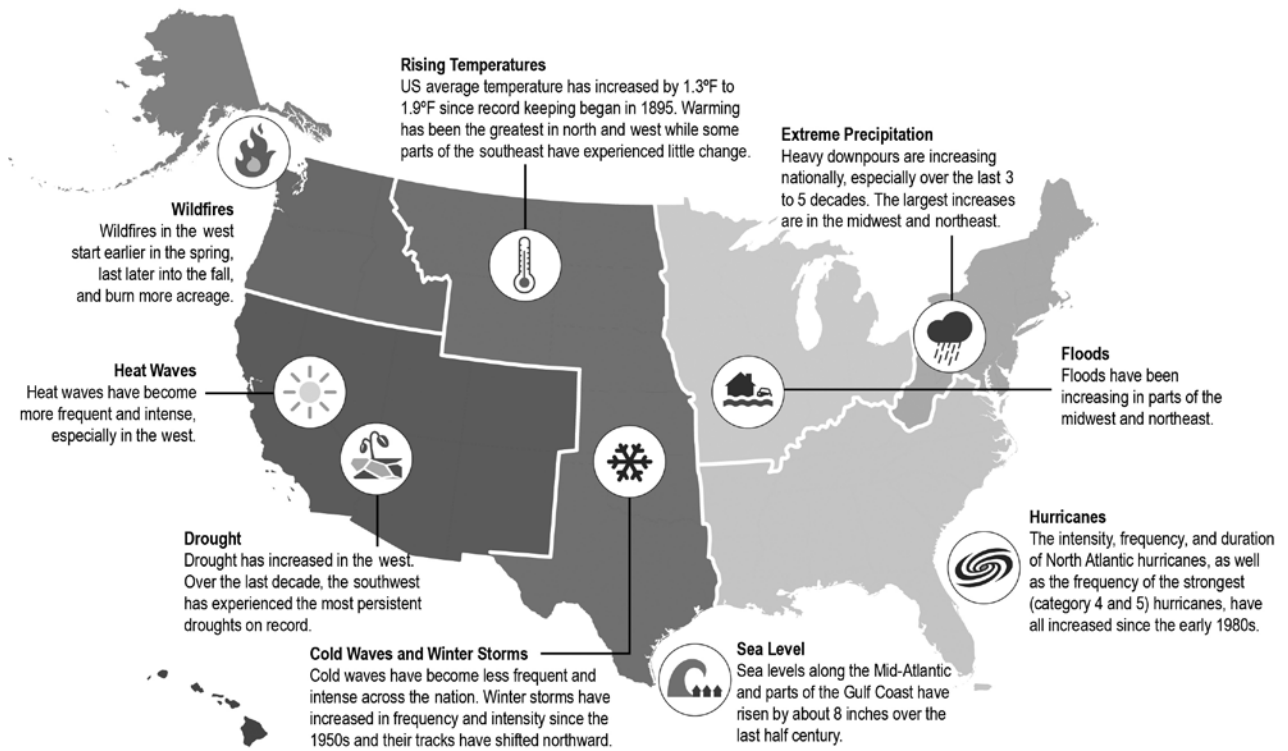 Rising Temperatures
US average temperature has increased by 1.3ºF to
1.9ºF since record keeping began in 1895. Warming
has been the greatest in north and west while some
parts of the southeast have experienced little change.
Extreme Precipitation
Heavy downpours are increasing
nationally, especially over the last 3
to 5 decades. The largest increases
are in the midwest and northeast.
Wildfires
Wildfires in the west
start earlier in the spring,
last later into the fall,
and burn more acreage.
Heat Waves
Heat waves have become
more frequent and intense,
especially in the west.
Floods
Floods have been
increasing in parts of the
midwest and northeast.
Drought
Drought has increased in the west.
Over the last decade, the southwest
has experienced the most persistent
droughts on record.
Hurricanes
The intensity, frequency, and duration
of North Atlantic hurricanes, as well
as the frequency of the strongest
(category 4 and 5) hurricanes, have
all increased since the early 1980s.
Cold Waves and Winter Storms
Cold waves have become less frequent and
intense across the nation. Winter storms have
increased in frequency and intensity since the
1950s and their tracks have shifted northward.
Sea Level
Sea levels along the Mid-Atlantic
and parts of the Gulf Coast have
risen by about 8 inches over the
last half century.